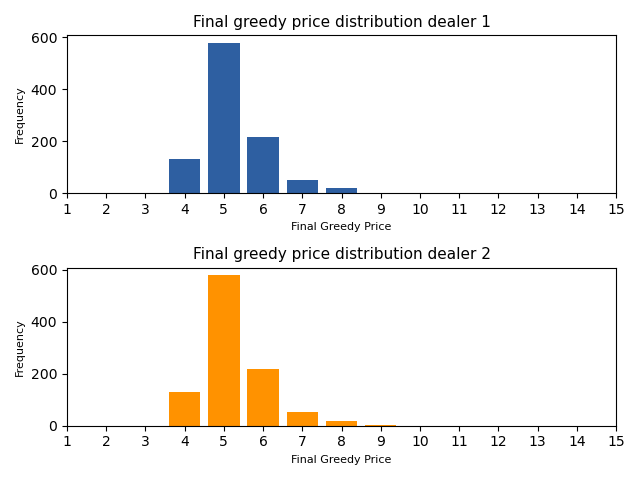 Final greedy price distribution dealer 1
600
400
200
0
Frequency
1 2 3 4 5 6 7 8 9 10 11 12 13 14 15
Final Greedy Price
Final greedy price distribution dealer 2
600
400
200
0
Frequency
1 2 3 4 5 6 7 8 9 10 11 12 13 14 15
Final Greedy Price